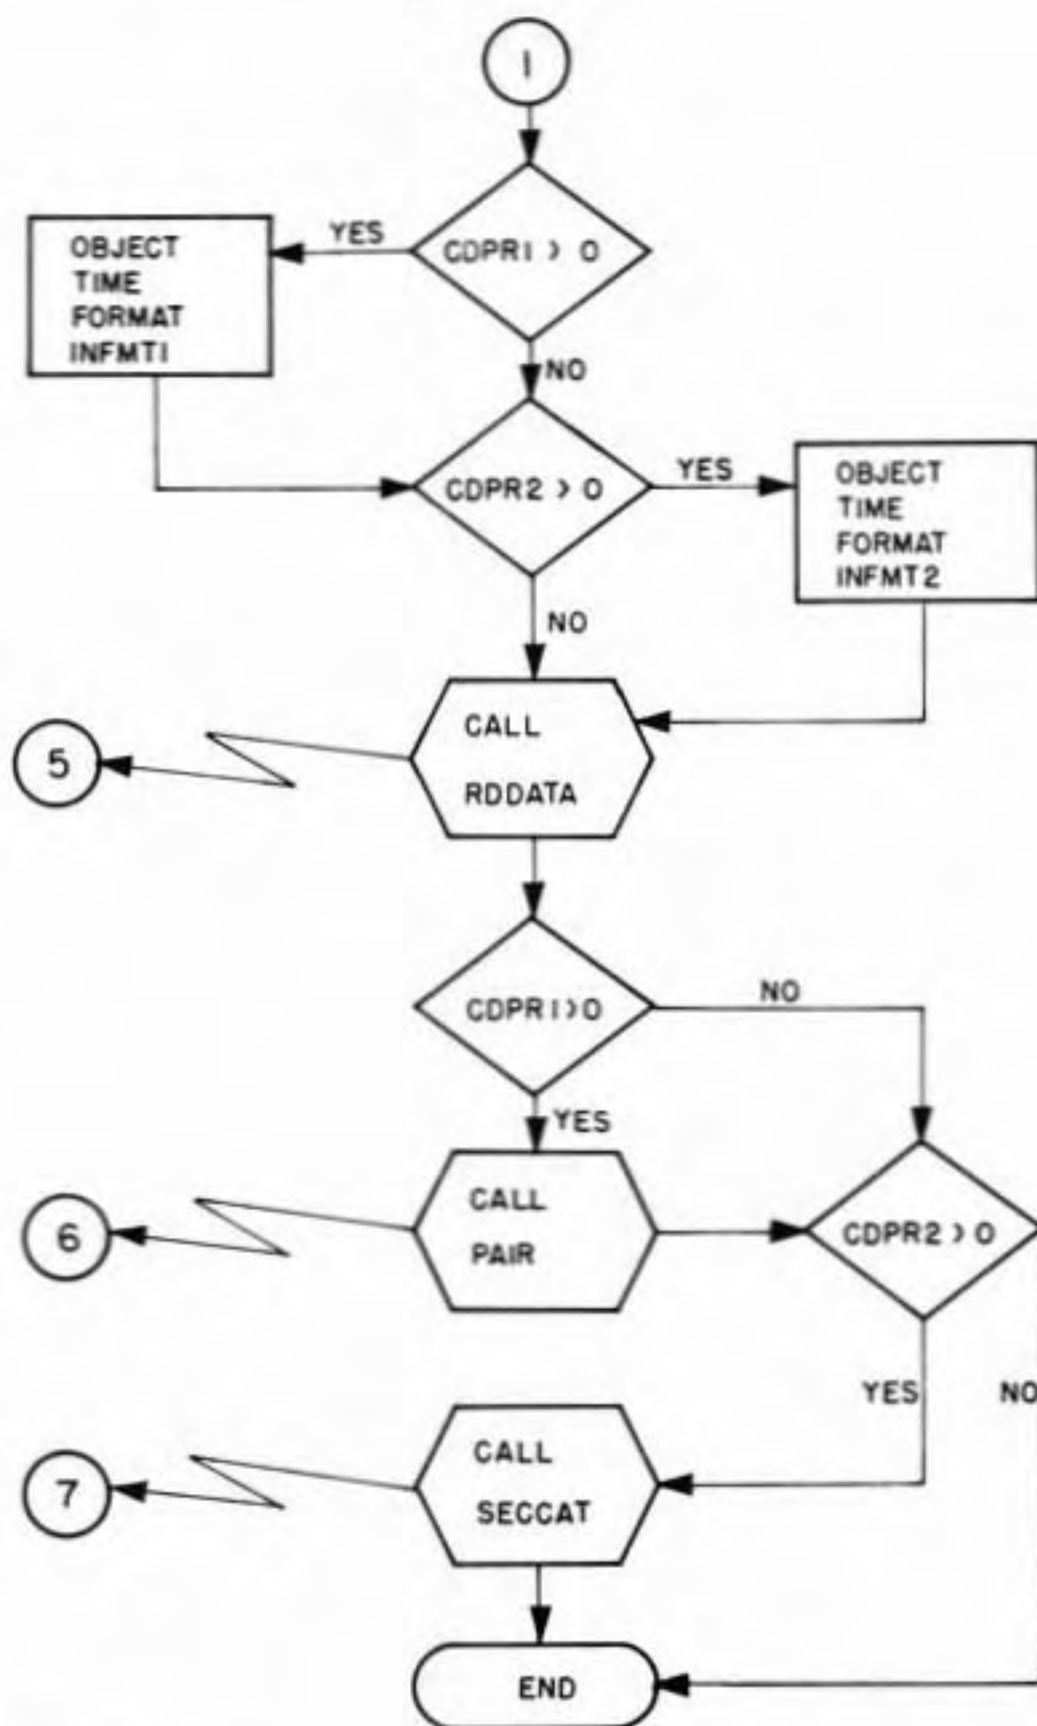 1
CDPR1 > 0
YES
OBJECT
TIME
FORMAT
INFMT1
NO
CDPR2 > 0
YES
OBJECT
TIME
FORMAT
INFMT2
NO
CALL
RDDATA
5
CDPR1>0
NO
YES
CALL
PAIR
6
CDPR2 > 0
YES
NO
CALL
SECCAT
7
END